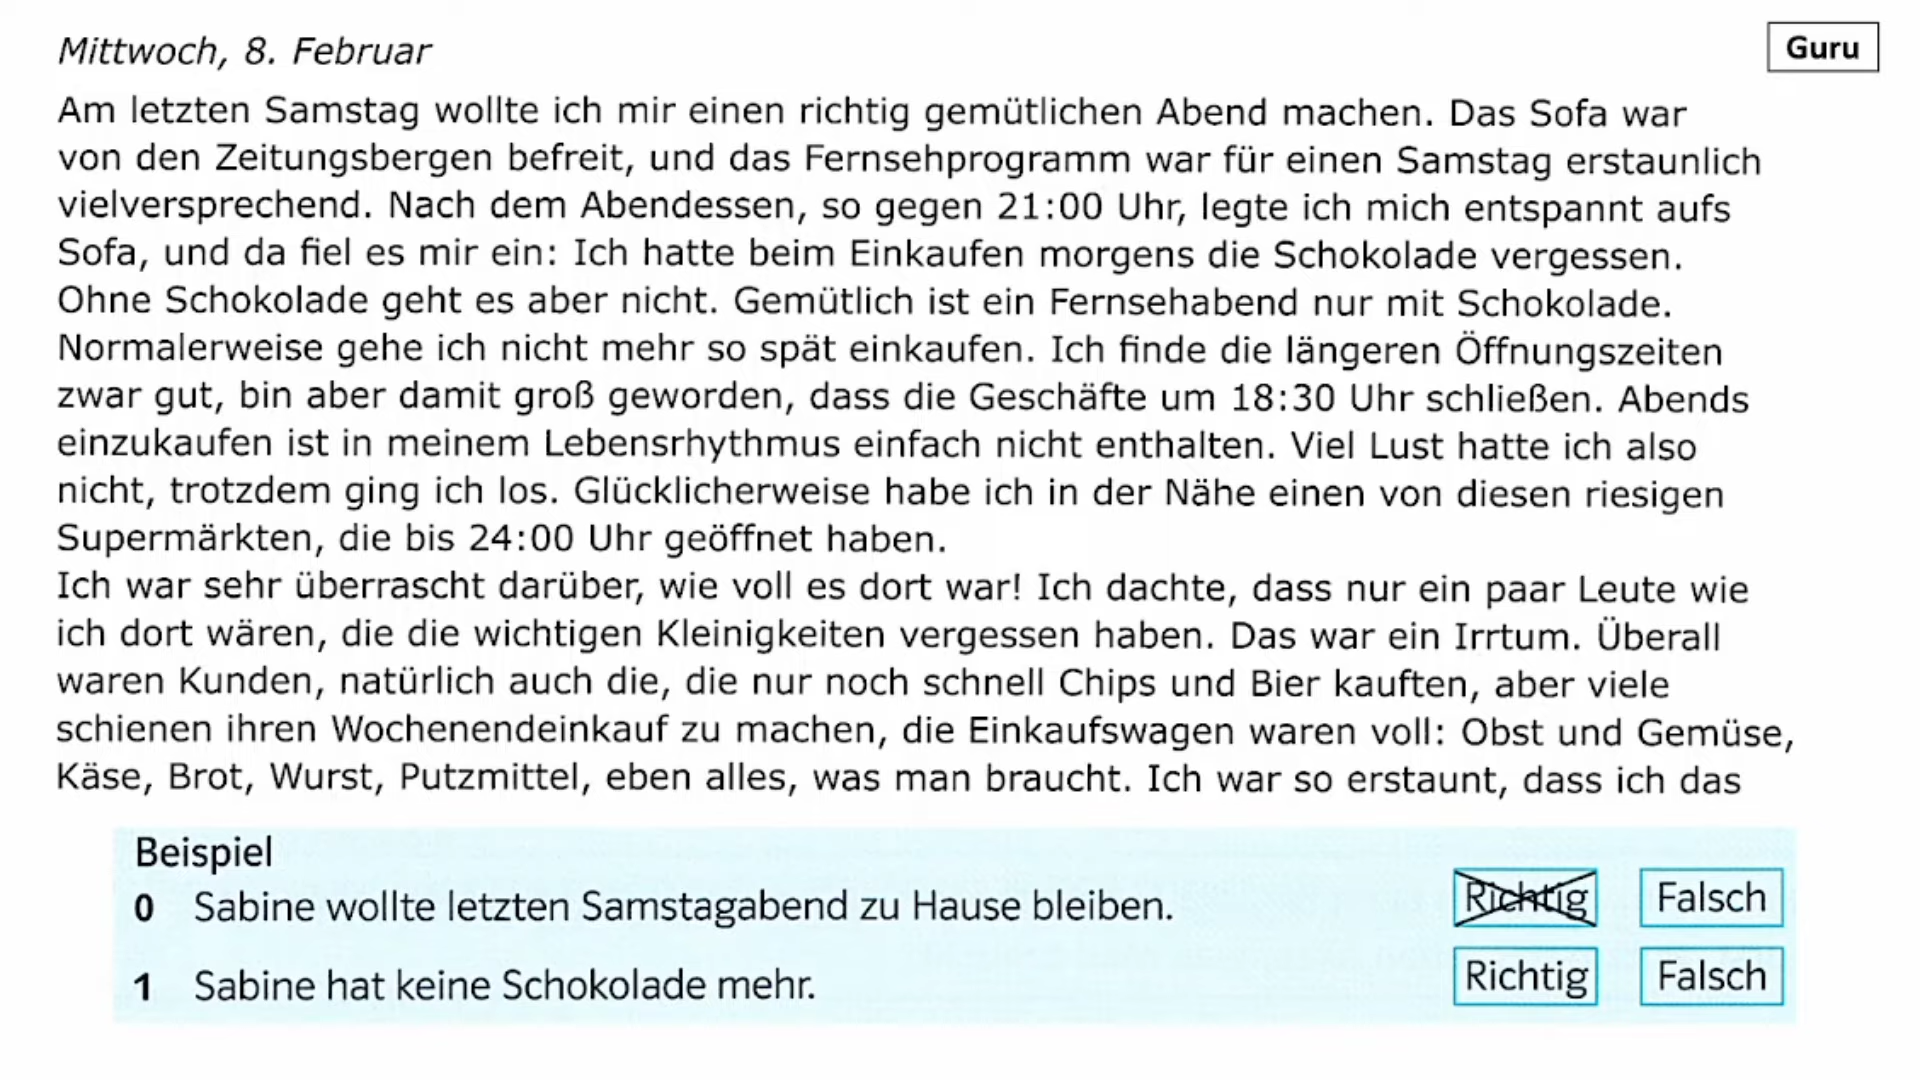 Mittwoch, 8. Februar
Guru
Am letzten Samstag wollte ich mir einen richtig gemütlichen Abend machen. Das Sofa war
von den Zeitungsbergen befreit, und das Fernsehprogramm war für einen Samstag erstaunlich
vielversprechend. Nach dem Abendessen, so gegen 21:00 Uhr, legte ich mich entspannt aufs
Sofa, und da fiel es mir ein: Ich hatte beim Einkaufen morgens die Schokolade vergessen.
Ohne Schokolade geht es aber nicht. Gemütlich ist ein Fernsehabend nur mit Schokolade.
Normalerweise gehe ich nicht mehr so spät einkaufen. Ich finde die längeren Öffnungszeiten
zwar gut, bin aber damit groß geworden, dass die Geschäfte um 18:30 Uhr schließen. Abends
einzukaufen ist in meinem Lebensrhythmus einfach nicht enthalten. Viel Lust hatte ich also
nicht, trotzdem ging ich los. Glücklicherweise habe ich in der Nähe einen von diesen riesigen
Supermärkten, die bis 24:00 Uhr geöffnet haben.
Ich war sehr überrascht darüber, wie voll es dort war! Ich dachte, dass nur ein paar Leute wie
ich dort wären, die die wichtigen Kleinigkeiten vergessen haben. Das war ein Irrtum. Überall
waren Kunden, natürlich auch die, die nur noch schnell Chips und Bier kauften, aber viele
schienen ihren Wochenendeinkauf zu machen, die Einkaufswagen waren voll: Obst und Gemüse,
Käse, Brot, Wurst, Putzmittel, eben alles, was man braucht. Ich war so erstaunt, dass ich das
Beispiel
0 Sabine wollte letzten Samstagabend zu Hause bleiben. Richtig Falsch
1 Sabine hat keine Schokolade mehr. Richtig Falsch